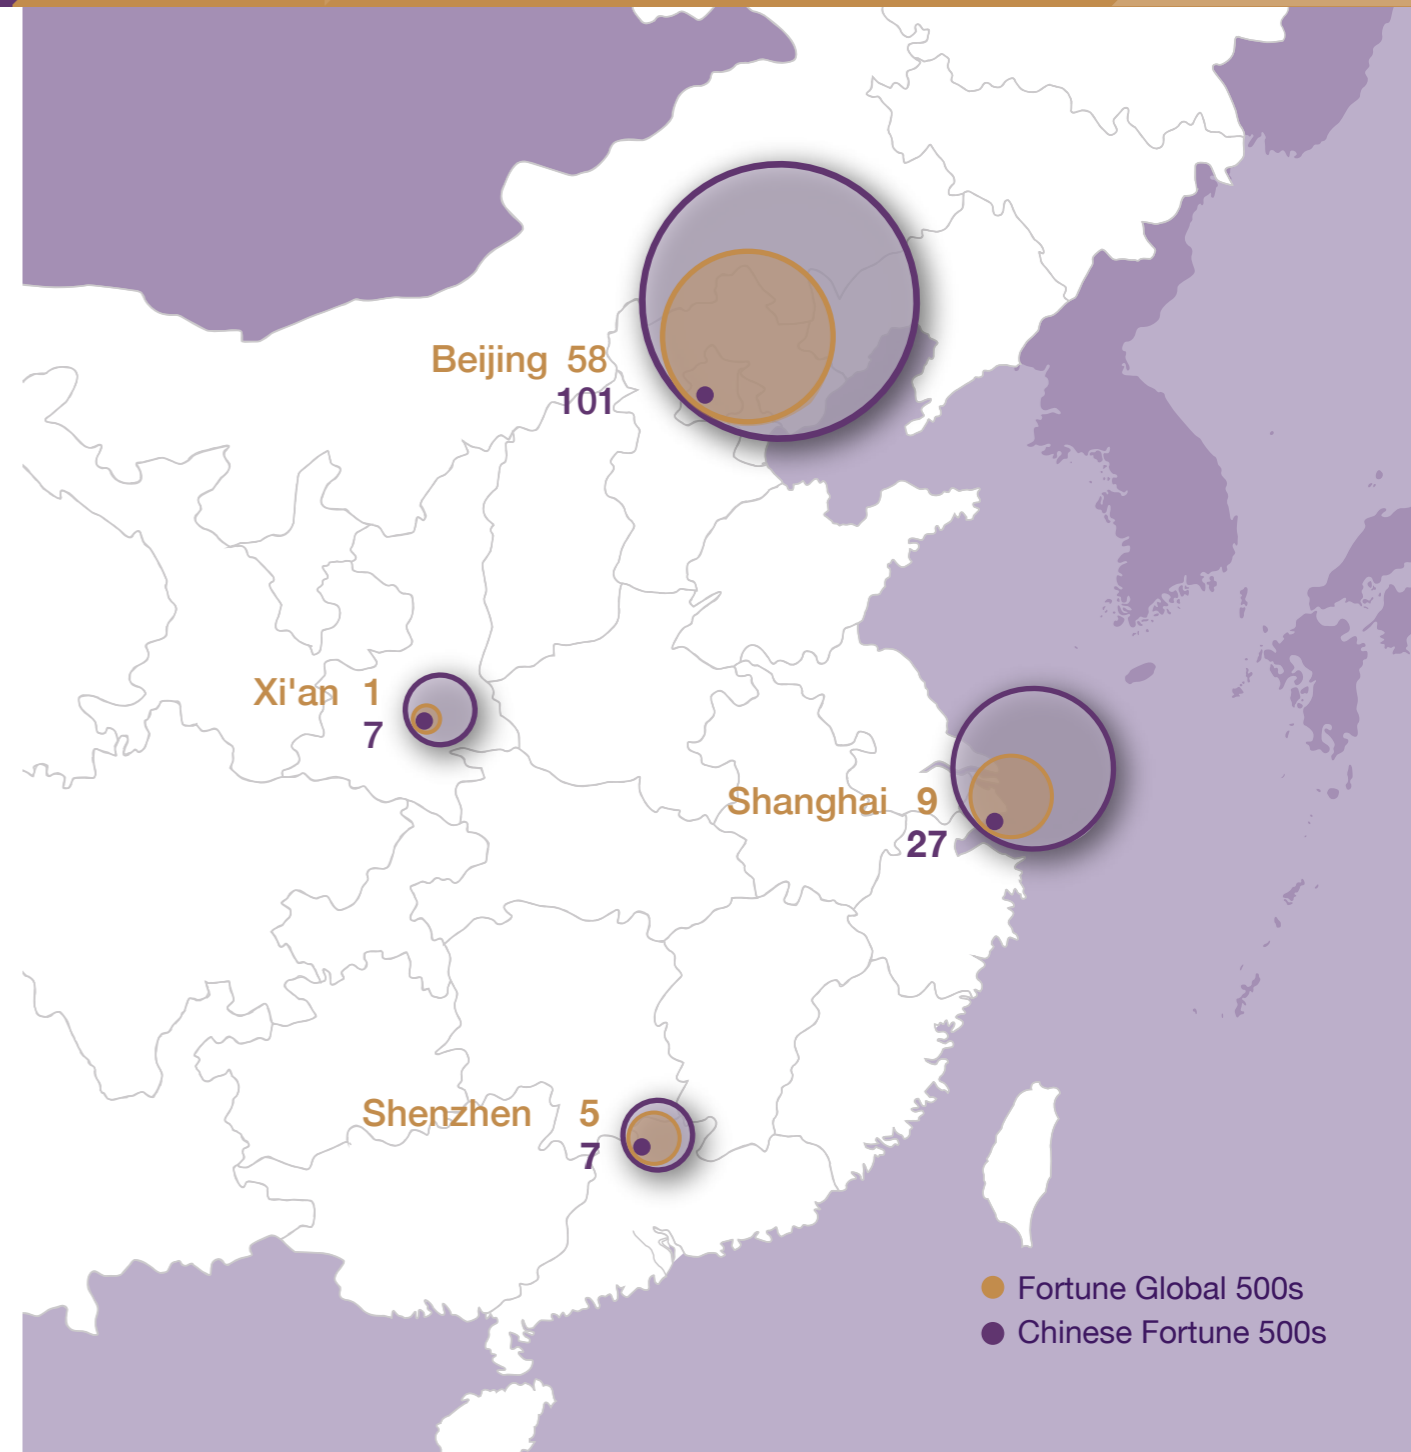 Beijing 58
101
Xi'an 1
7
Shanghai 9
27
Shenzhen 5
7
Fortune Global 500s
Chinese Fortune 500s